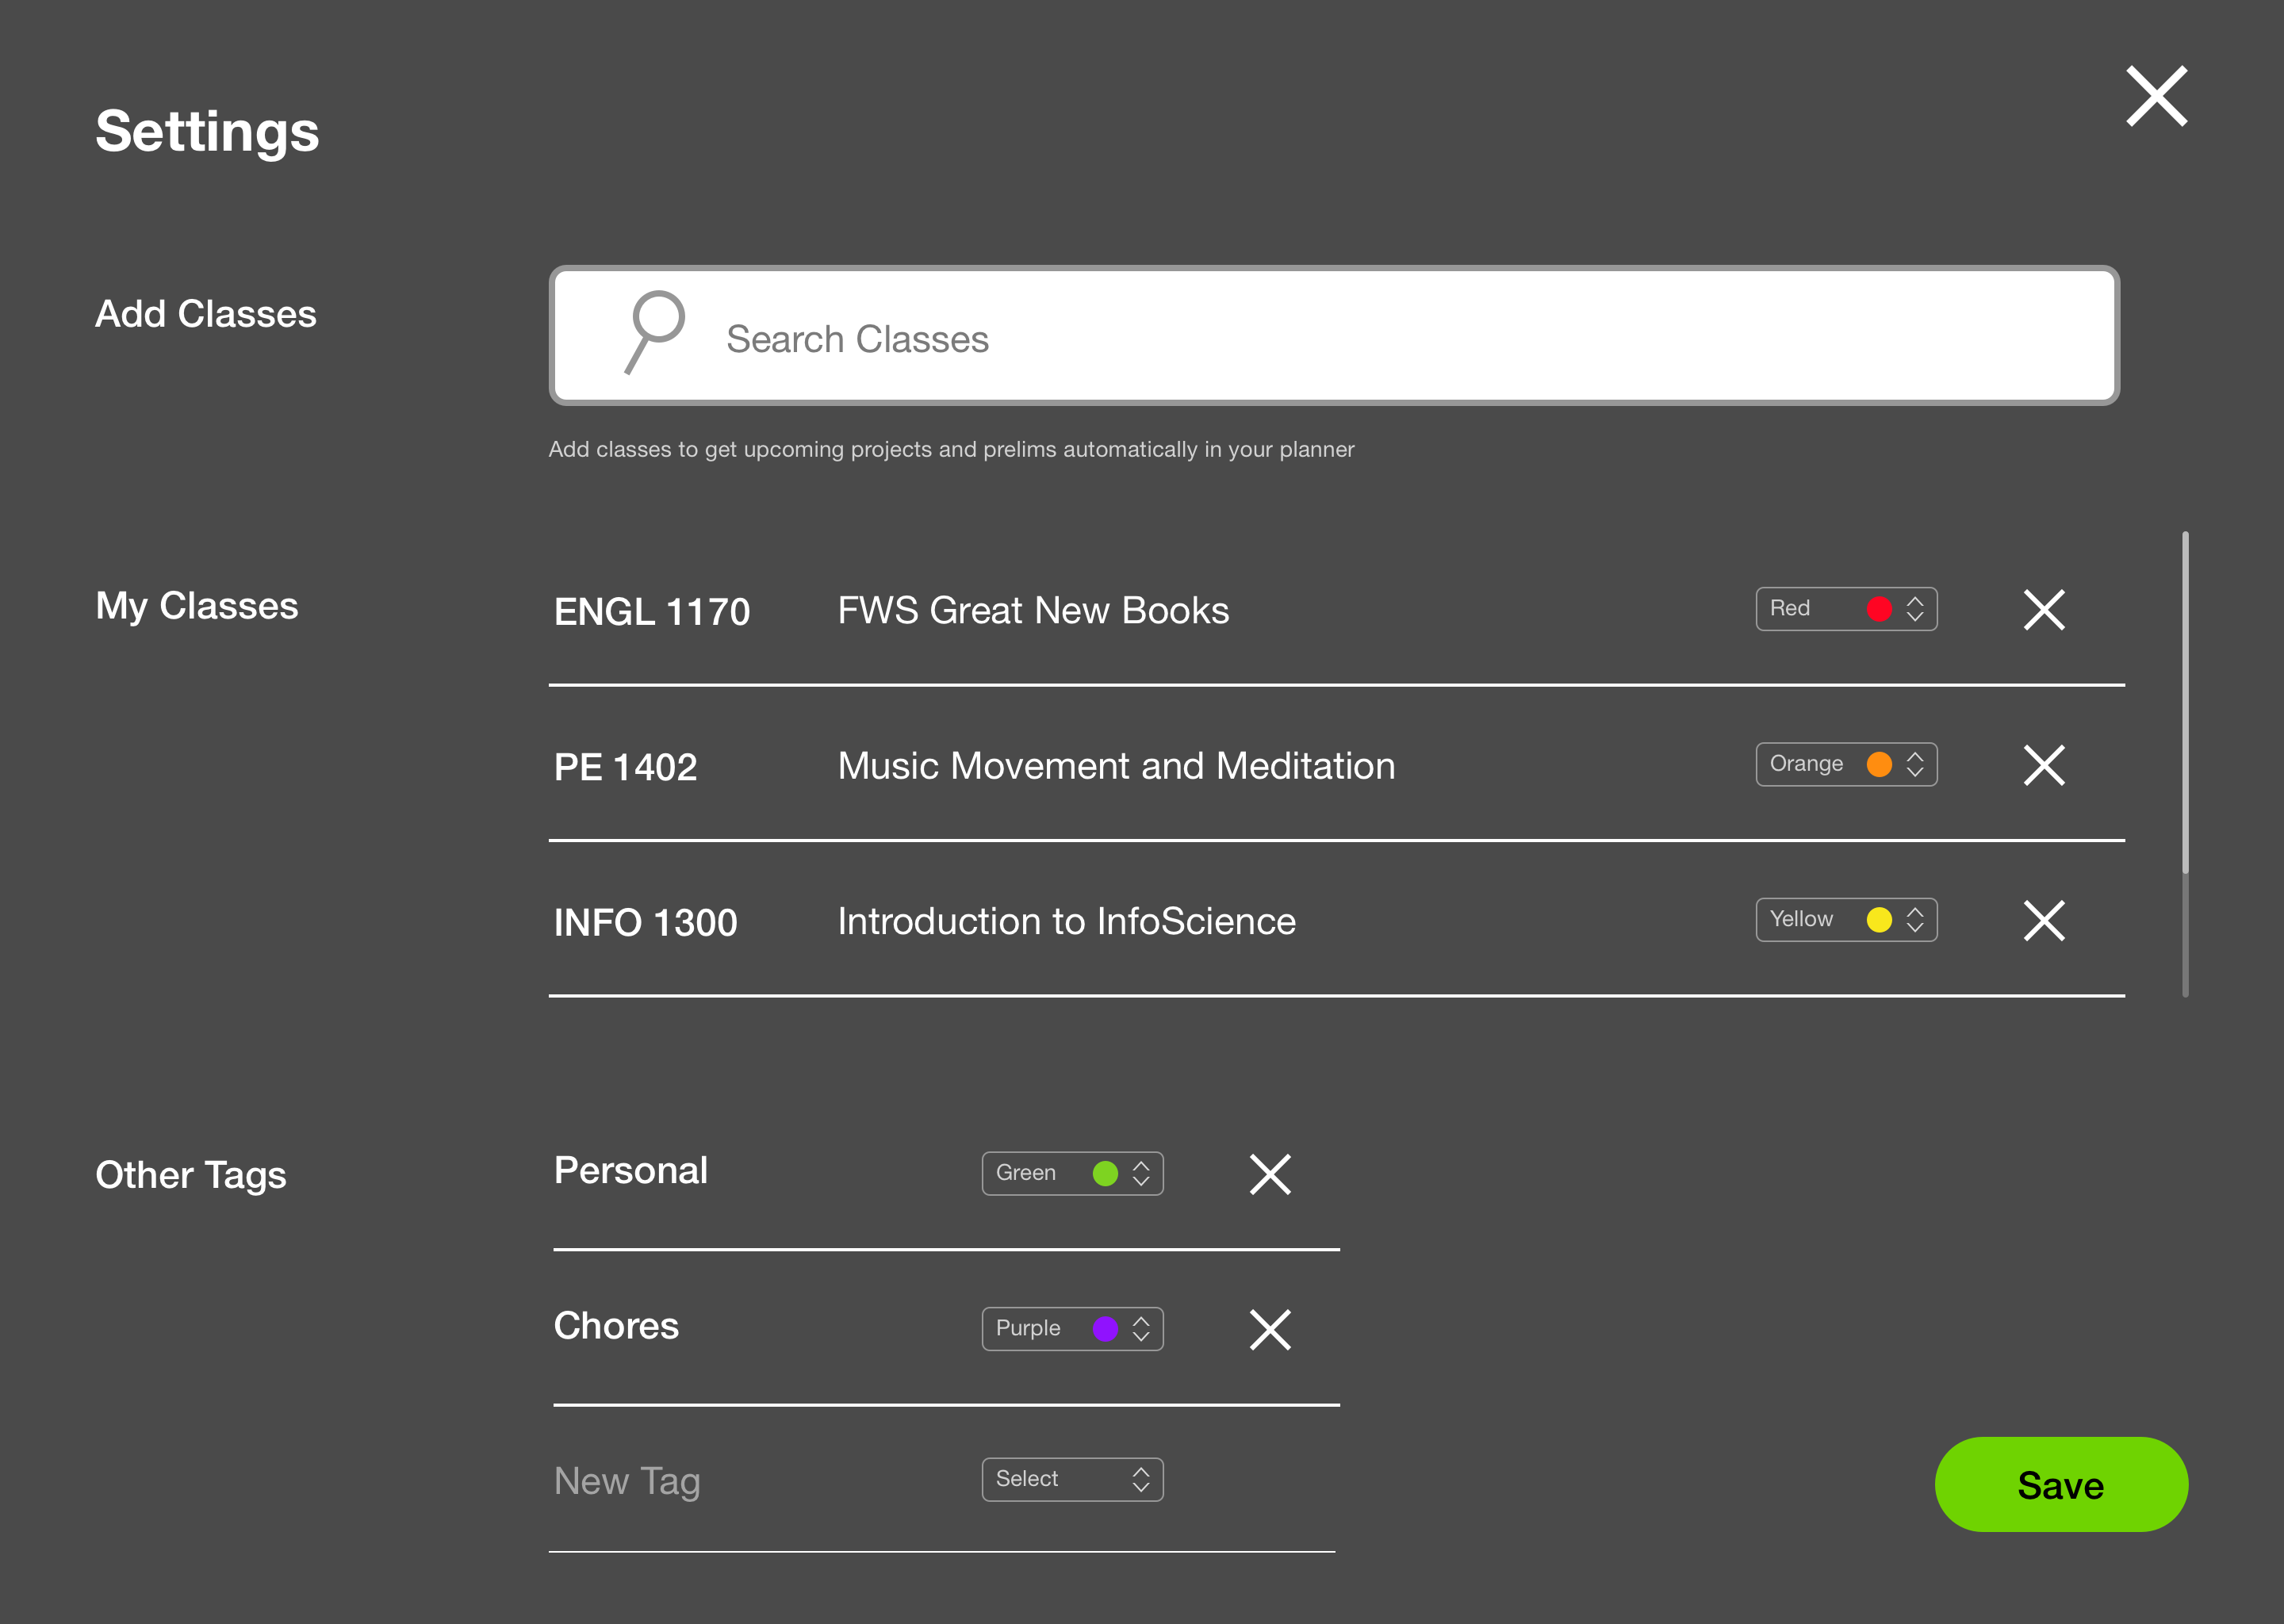 Settings
Add Classes
Search Classes
Add classes to get upcoming projects and prelims automatically in your planner
My Classes
ENGL 1170 FWS Great New Books Red
PE 1402 Music Movement and Meditation Orange
INFO 1300 Introduction to InfoScience Yellow
Other Tags
Personal Green
Chores Purple
New Tag Select
Save